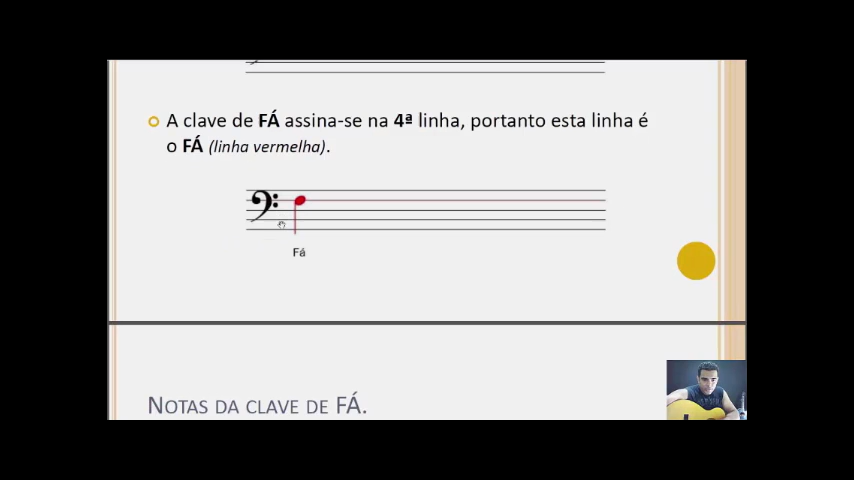 A clave de FÁ assina-se na 4ª linha, portanto esta linha é
o FÁ (linha vermelha).
Fá
NOTAS DA CLAVE DE FÁ.